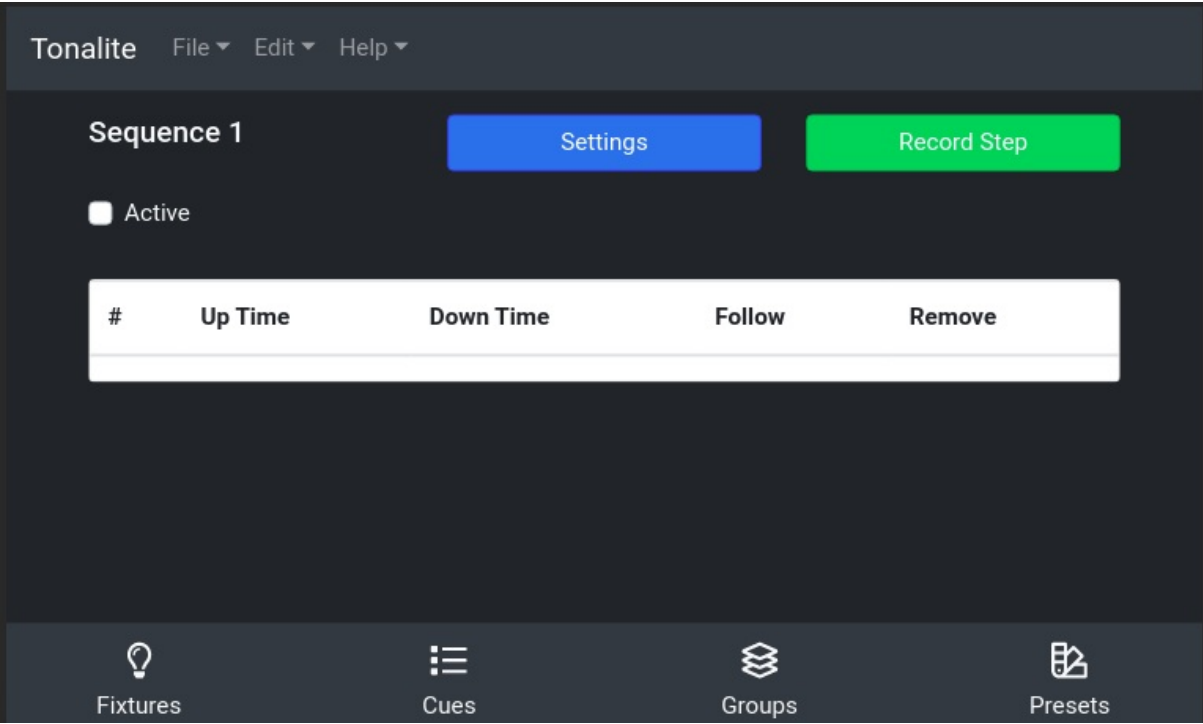 Tonalite File Edit Help
Sequence 1 Settings Record Step
Active
# Up Time Down Time Follow Remove
Fixtures Cues Groups Presets